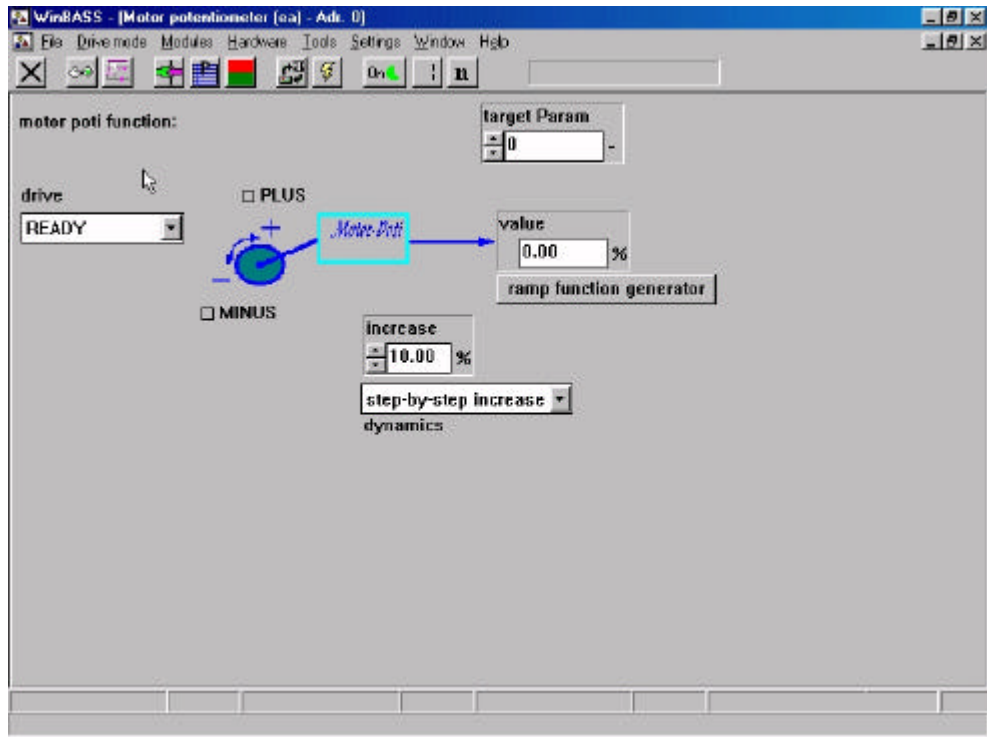 WinBASS - [Motor potentiometer (ea) - Adr. 0]
File Drive mode Modules Hardware Tools Settings Window Help
On n
motor poti function:
target Param
0 -
drive
PLUS
READY
+
Motor-Poti
value
0.00 %
−
ramp function generator
MINUS
increase
10.00 %
step-by-step increase
dynamics